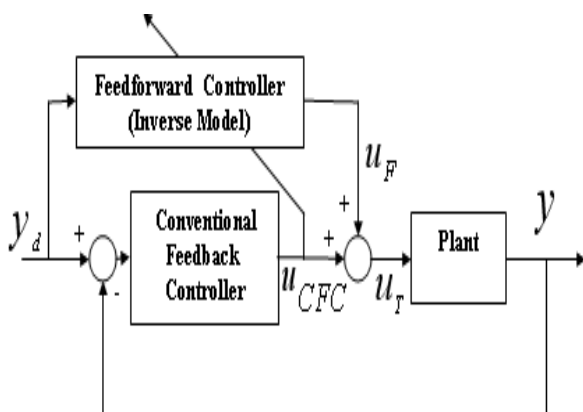 Feedforward Controller
(Inverse Model)
u_F
y_d
+
-
Conventional
Feedback
Controller
u_CFC
+
+
u_T
Plant
y